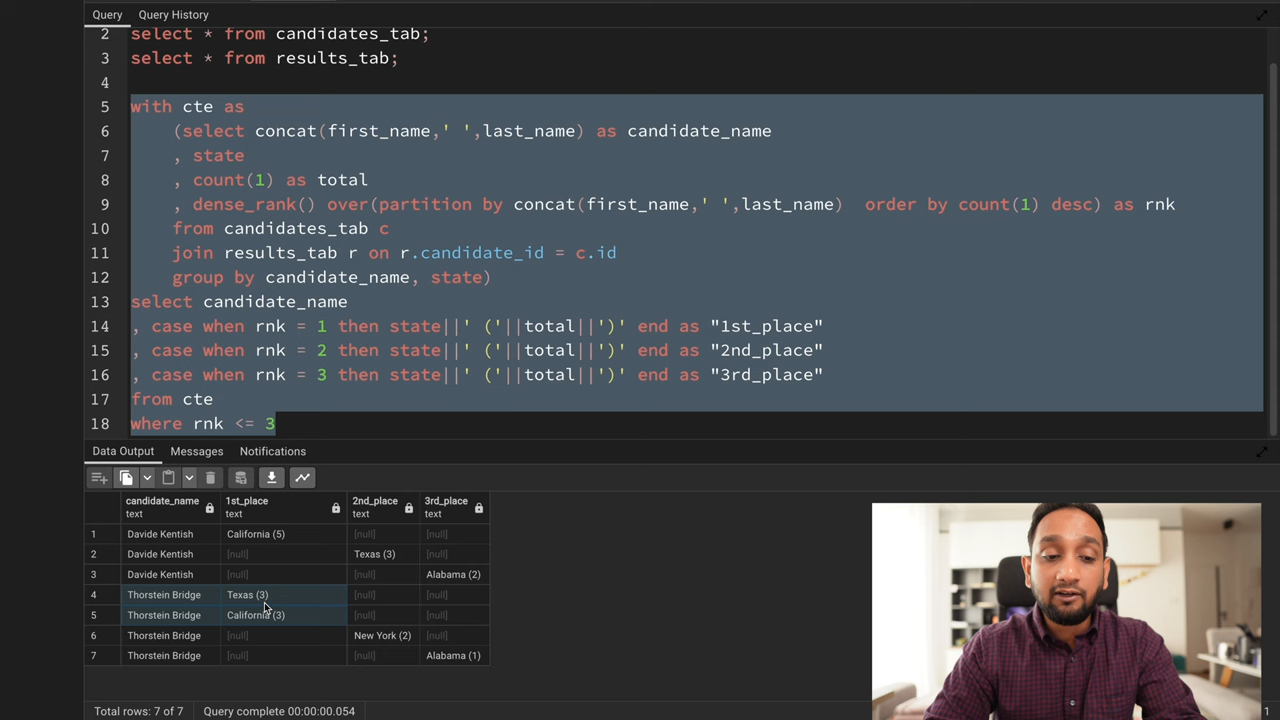 Query Query History
2 select * from candidates_tab;
3 select * from results_tab;
4
5 with cte as
6 (select concat(first_name,' ',last_name) as candidate_name
7 , state
8 , count(1) as total
9 , dense_rank() over(partition by concat(first_name,' ',last_name)  order by count(1) desc) as rnk
10 from candidates_tab c
11 join results_tab r on r.candidate_id = c.id
12 group by candidate_name, state)
13 select candidate_name
14 , case when rnk = 1 then state||' ('||total||')' end as "1st_place"
15 , case when rnk = 2 then state||' ('||total||')' end as "2nd_place"
16 , case when rnk = 3 then state||' ('||total||')' end as "3rd_place"
17 from cte
18 where rnk <= 3
Data Output Messages Notifications
candidate_name 1st_place 2nd_place 3rd_place
text text text text
1 Davide Kentish California (5) [null] [null]
2 Davide Kentish [null] Texas (3) [null]
3 Davide Kentish [null] [null] Alabama (2)
4 Thorstein Bridge Texas (3) [null] [null]
5 Thorstein Bridge California (3) [null] [null]
6 Thorstein Bridge [null] New York (2) [null]
7 Thorstein Bridge [null] [null] Alabama (1)
Total rows: 7 of 7 Query complete 00:00:00.054 1